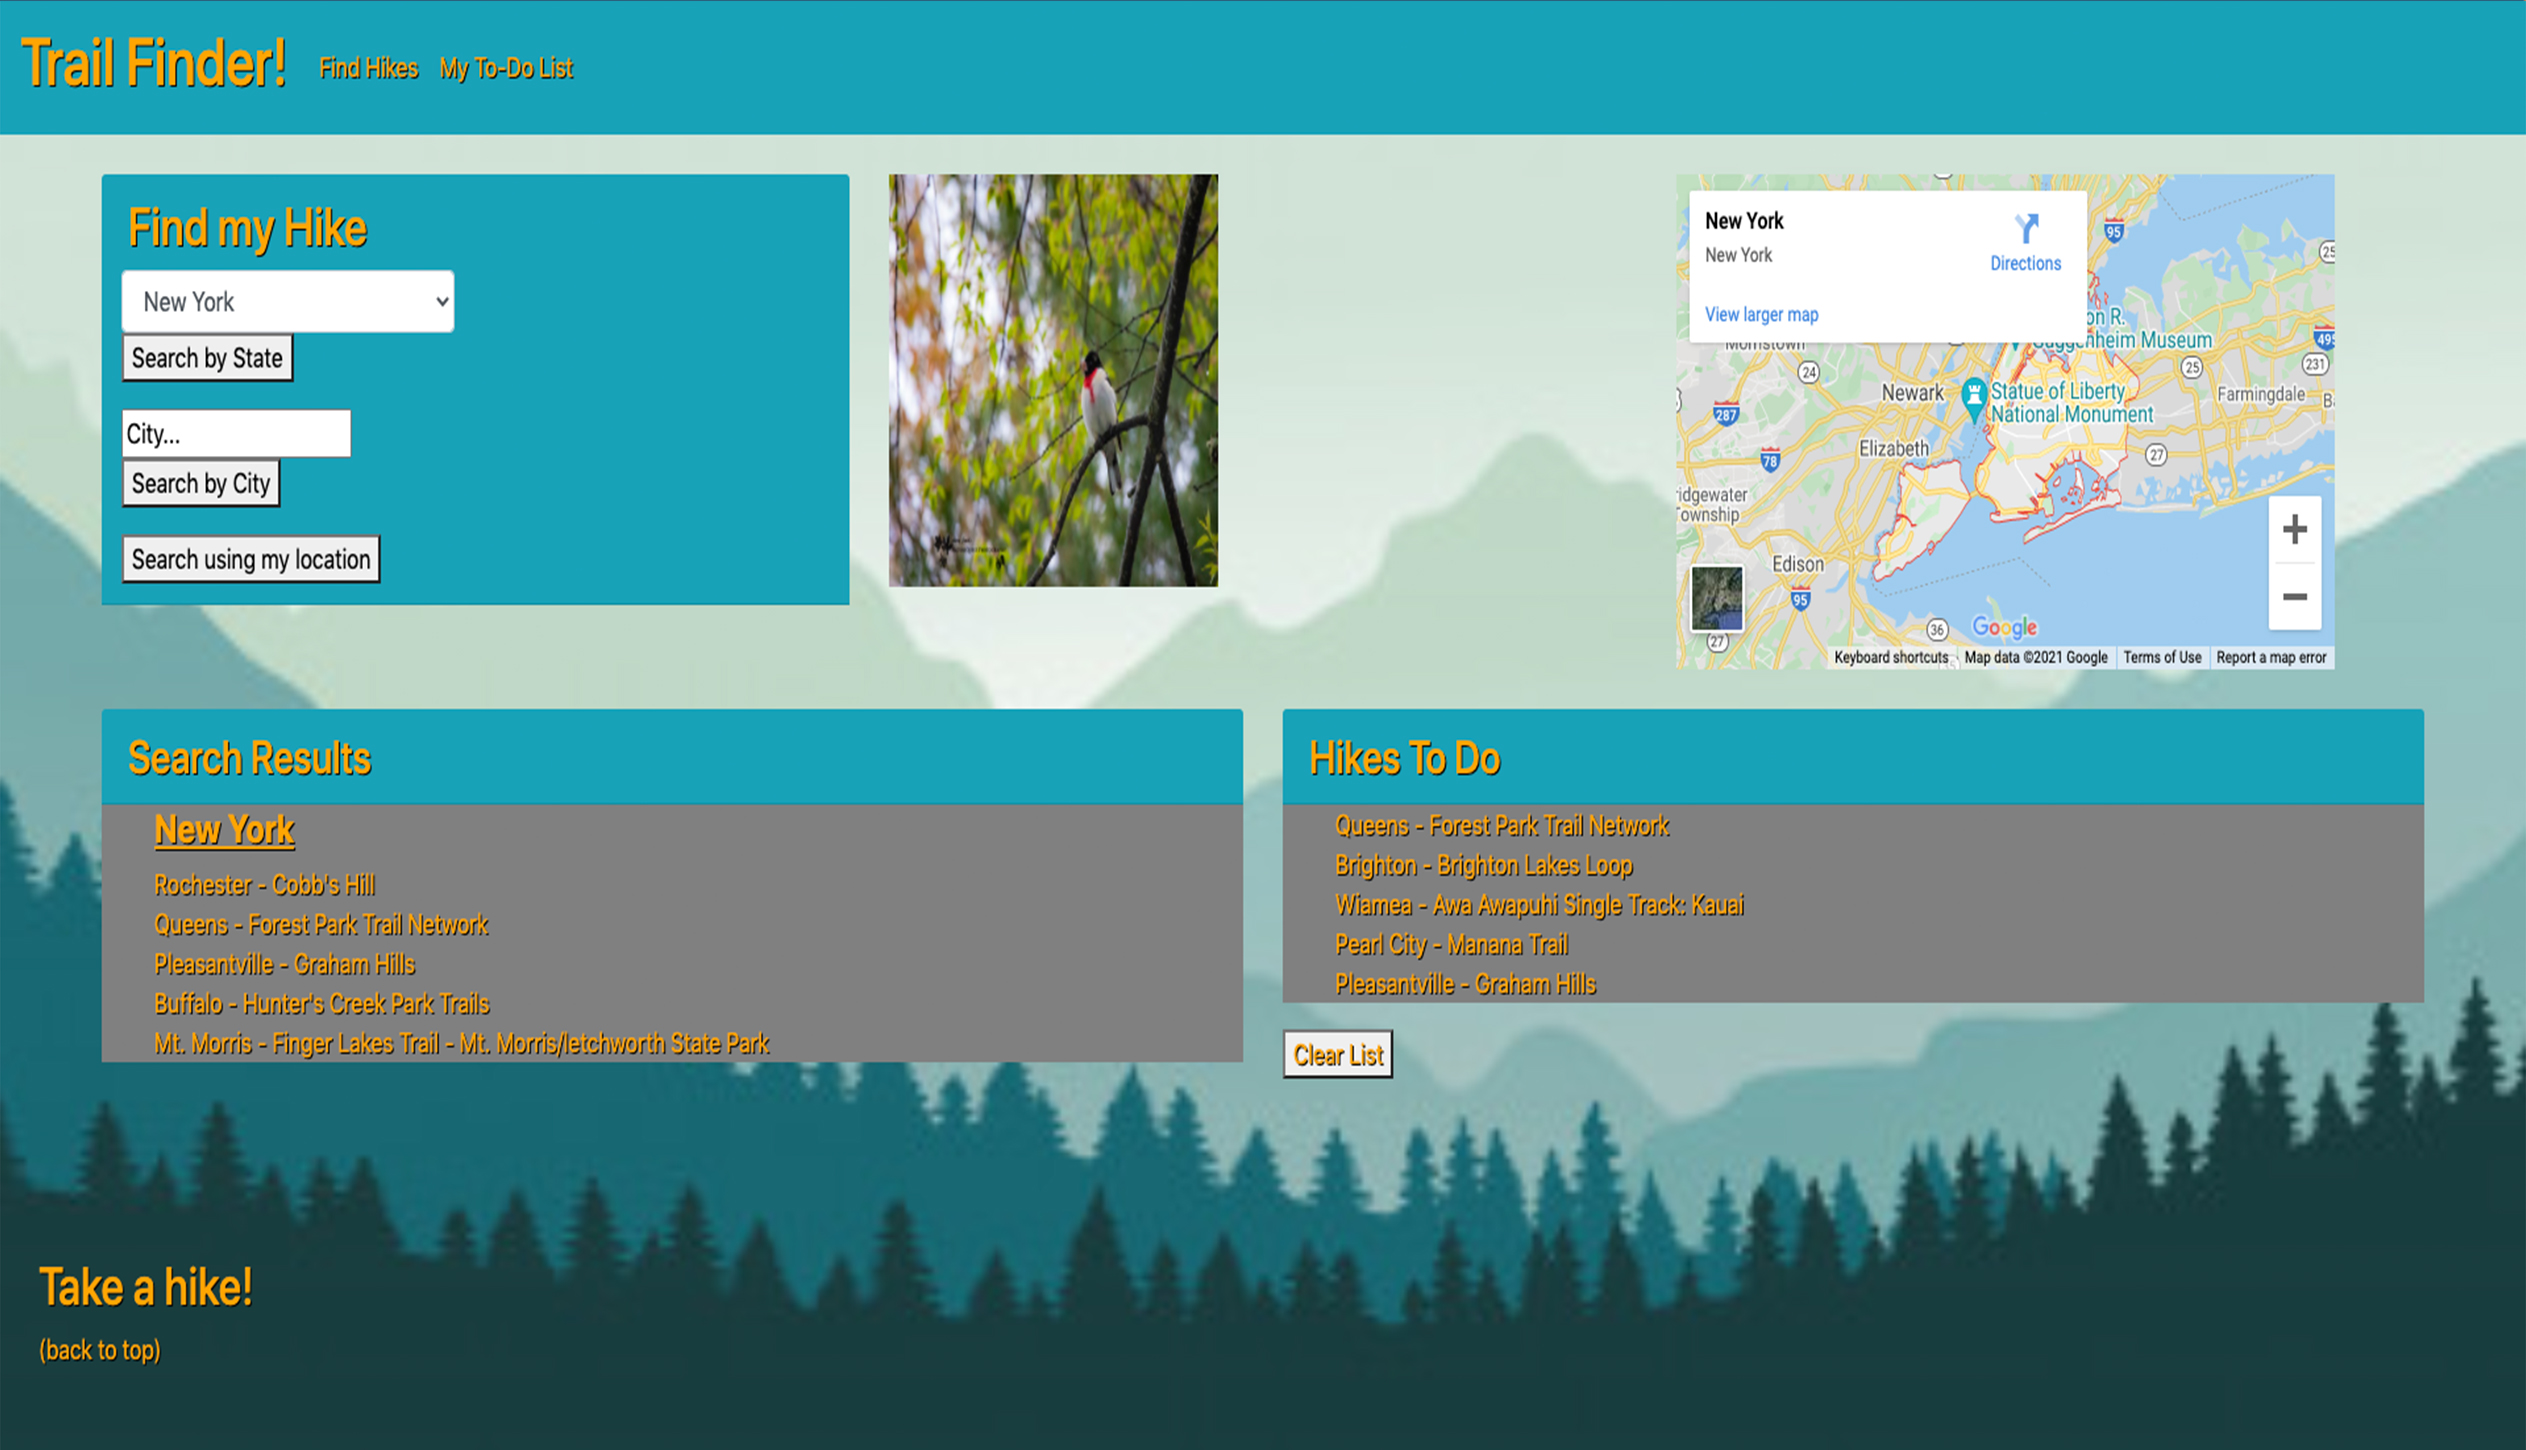 Trail Finder!
Find Hikes
My To-Do List
Find my Hike
New York
Search by State
City...
Search by City
Search using my location
New York
New York
Directions
View larger map
95
25
on R.
Guggenheim Museum
495
Morristown
24
25
231
Newark
Statue of Liberty
National Monument
Farmingdale
287
Elizabeth
27
78
idgewater
ownship
Edison
95
36
27
Google
Keyboard shortcuts
Map data ©2021 Google
Terms of Use
Report a map error
Search Results
New York
Rochester - Cobb's Hill
Queens - Forest Park Trail Network
Pleasantville - Graham Hills
Buffalo - Hunter's Creek Park Trails
Mt. Morris - Finger Lakes Trail - Mt. Morris/letchworth State Park
Hikes To Do
Queens - Forest Park Trail Network
Brighton - Brighton Lakes Loop
Wiamea - Awa Awapuhi Single Track: Kauai
Pearl City - Manana Trail
Pleasantville - Graham Hills
Clear List
Take a hike!
(back to top)